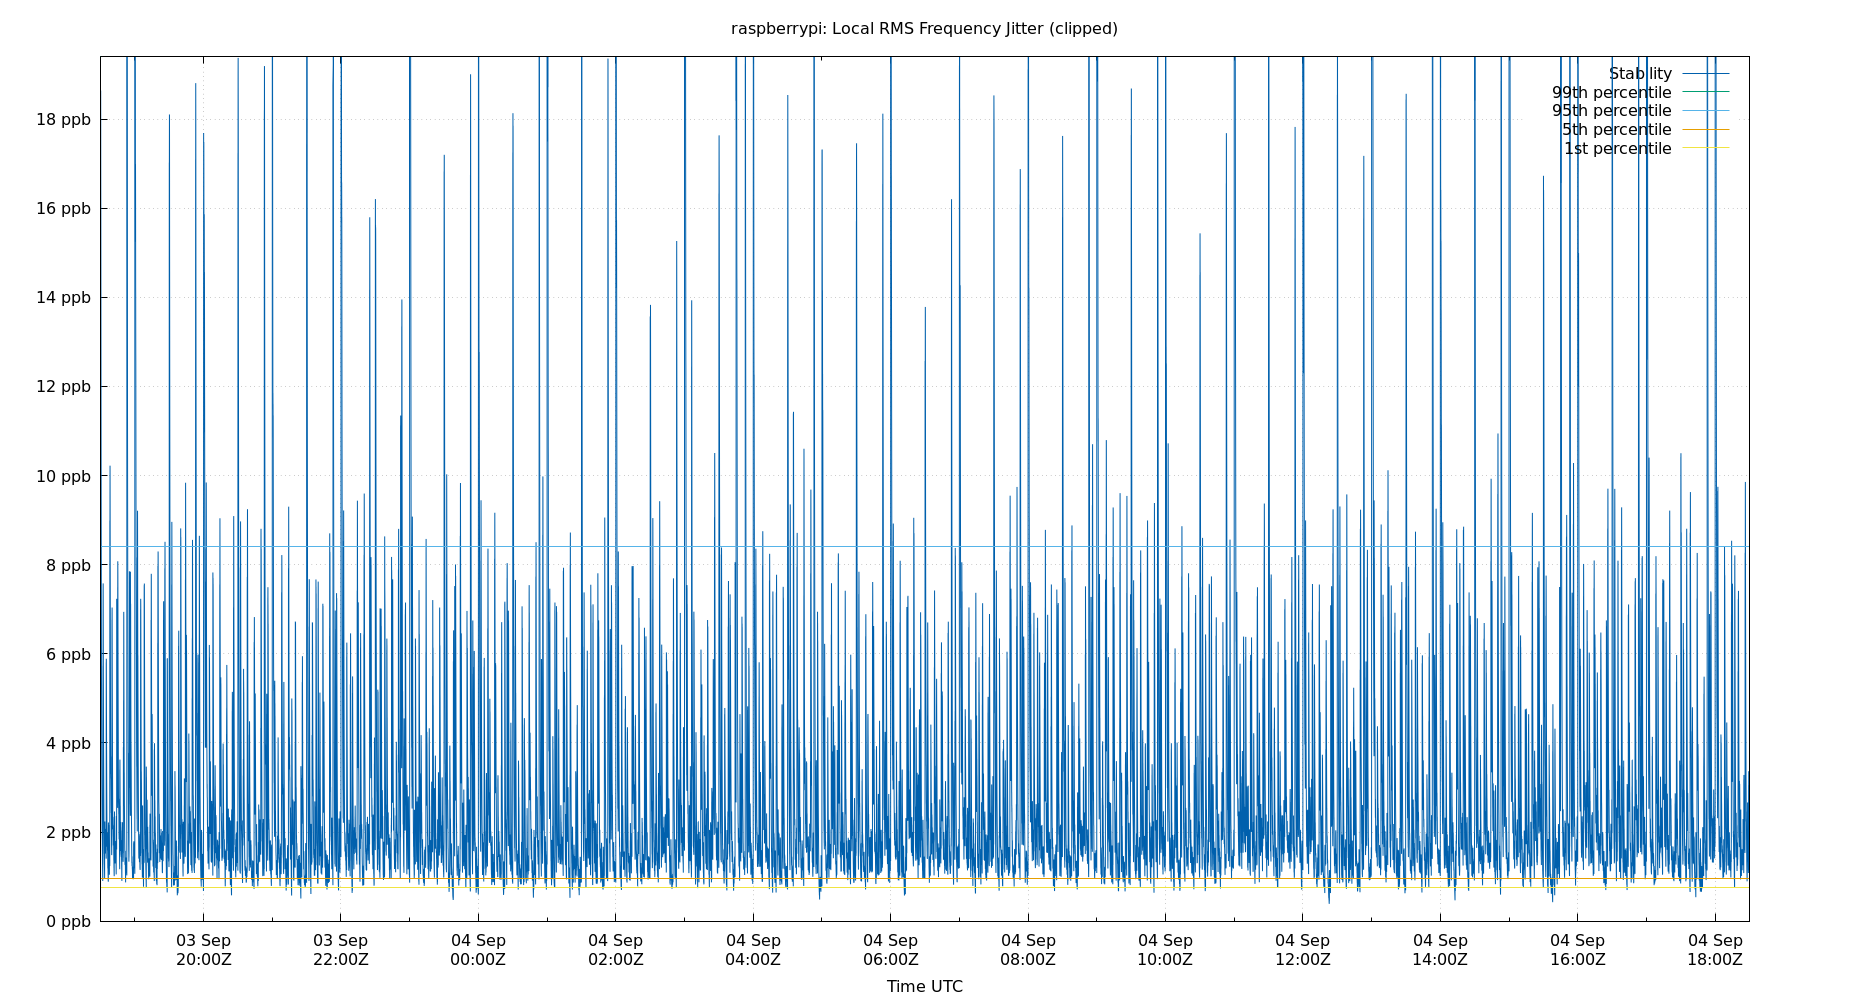 raspberrypi: Local RMS Frequency Jitter (clipped)
Stability
99th percentile
95th percentile
5th percentile
1st percentile
18 ppb
16 ppb
14 ppb
12 ppb
10 ppb
8 ppb
6 ppb
4 ppb
2 ppb
0 ppb
03 Sep 03 Sep 04 Sep 04 Sep 04 Sep 04 Sep 04 Sep 04 Sep 04 Sep 04 Sep 04 Sep 04 Sep
20:00Z 22:00Z 00:00Z 02:00Z 04:00Z 06:00Z 08:00Z 10:00Z 12:00Z 14:00Z 16:00Z 18:00Z
Time UTC